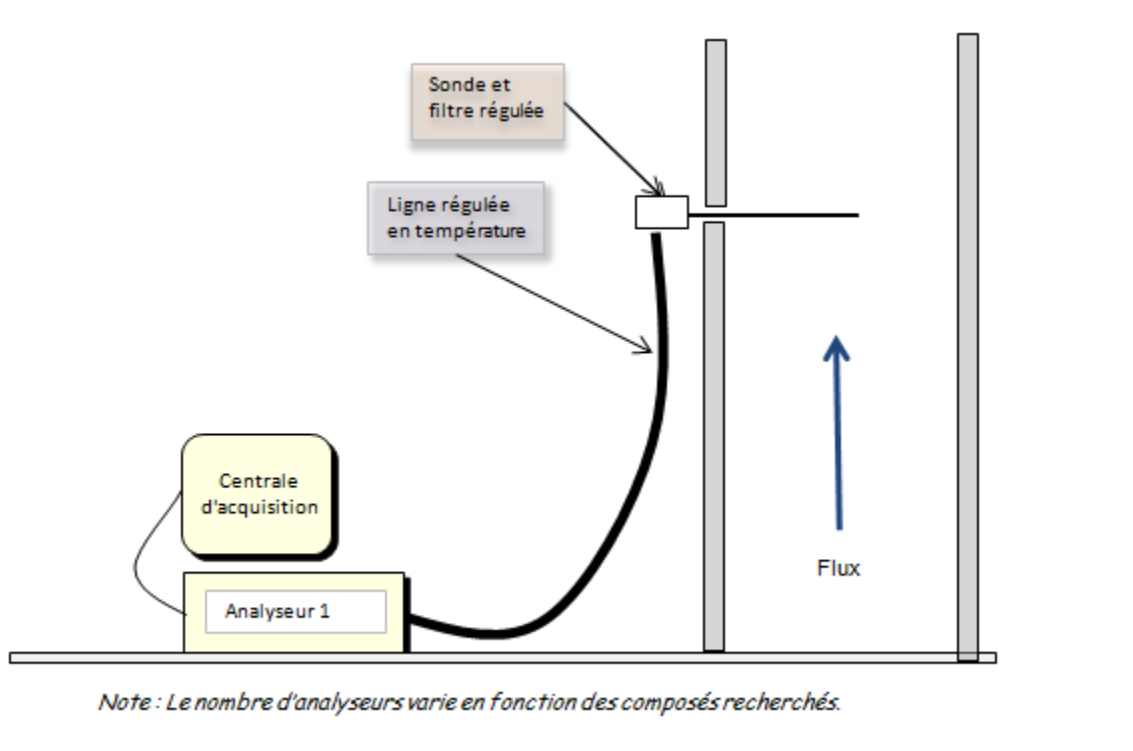 Sonde et
filtre régulée
Ligne régulée
en température
Centrale
d'acquisition
Analyseur 1
Flux
Note : Le nombre d'analyseurs varie en fonction des composés recherchés.